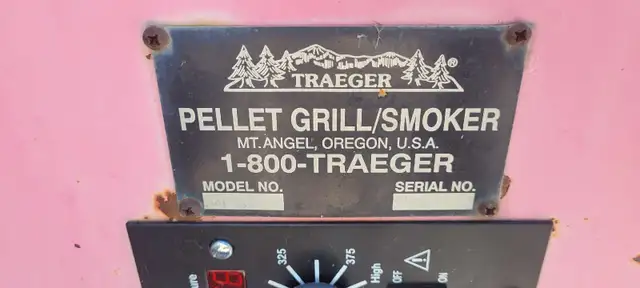 TRAEGER®
PELLET GRILL/SMOKER
MT. ANGEL, OREGON, U.S.A.
1-800-TRAEGER
MODEL NO. SERIAL NO.
325 375
High OFF ON